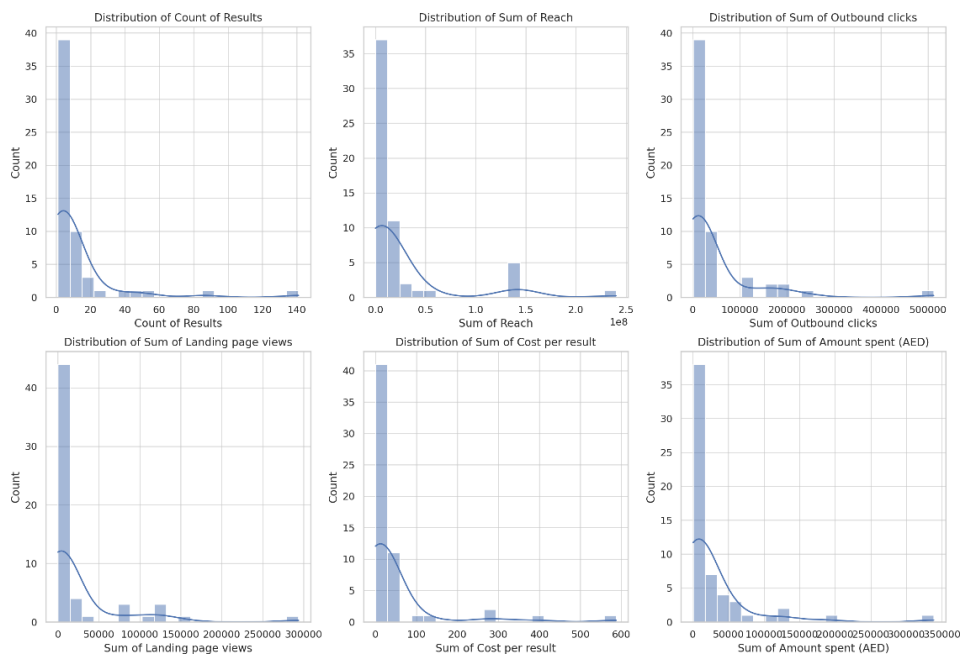 Distribution of Count of Results
Count
40
35
30
25
20
15
10
5
0
0 20 40 60 80 100 120 140
Count of Results
Distribution of Sum of Reach
Count
35
30
25
20
15
10
5
0
0.0 0.5 1.0 1.5 2.0 2.5
1e8
Sum of Reach
Distribution of Sum of Outbound clicks
Count
40
35
30
25
20
15
10
5
0
0 100000 200000 300000 400000 500000
Sum of Outbound clicks
Distribution of Sum of Landing page views
Count
40
30
20
10
0
0 50000 100000 150000 200000 250000 300000
Sum of Landing page views
Distribution of Sum of Cost per result
Count
40
35
30
25
20
15
10
5
0
0 100 200 300 400 500 600
Sum of Cost per result
Distribution of Sum of Amount spent (AED)
Count
35
30
25
20
15
10
5
0
0 50000 100000 150000 200000 250000 300000 350000
Sum of Amount spent (AED)